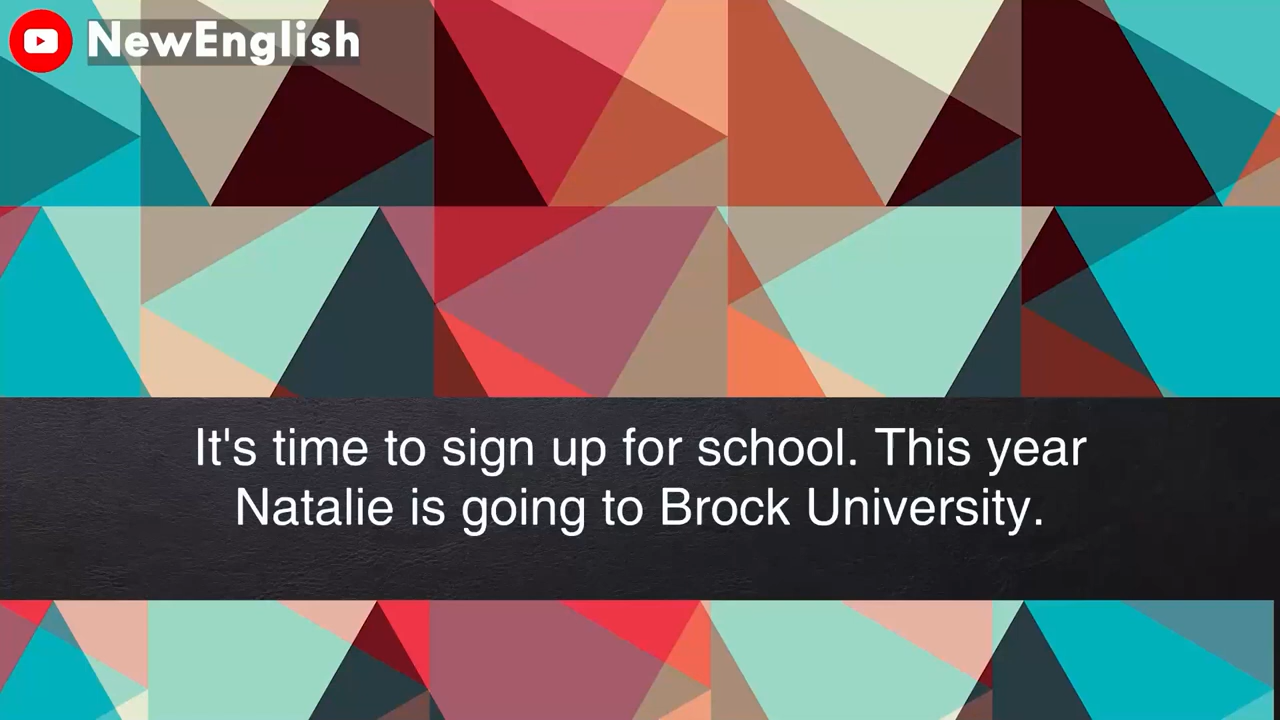 NewEnglish
It's time to sign up for school. This year
Natalie is going to Brock University.